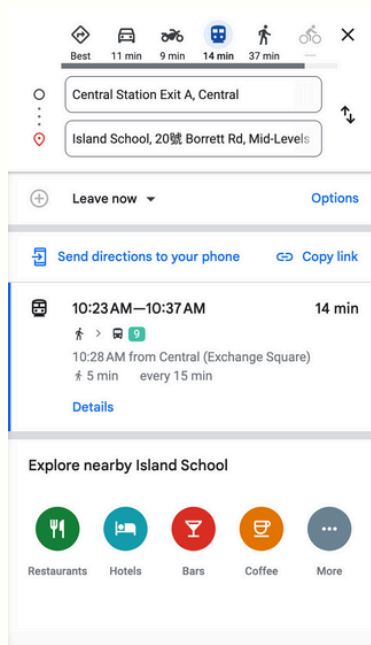 Best 11 min 9 min 14 min 37 min —
Central Station Exit A, Central
Island School, 20號 Borrett Rd, Mid-Levels
Leave now
Options
Send directions to your phone
Copy link
10:23 AM—10:37 AM 14 min
9
10:28 AM from Central (Exchange Square)
5 min every 15 min
Details
Explore nearby Island School
Restaurants Hotels Bars Coffee More